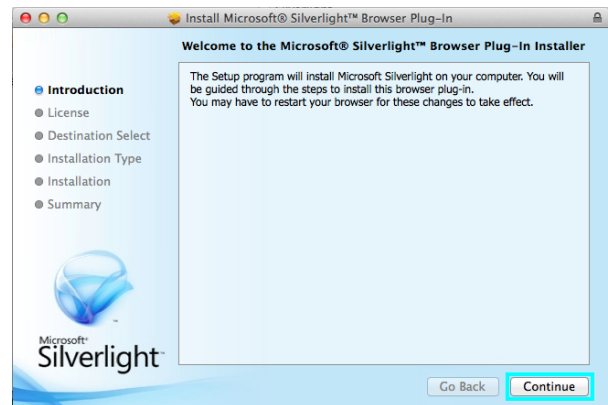 Install Microsoft® Silverlight™ Browser Plug-In
Welcome to the Microsoft® Silverlight™ Browser Plug-In Installer
Introduction
License
Destination Select
Installation Type
Installation
Summary
The Setup program will install Microsoft Silverlight on your computer. You will
be guided through the steps to install this browser plug-in.
You may have to restart your browser for these changes to take effect.
Microsoft®
Silverlight™
Go Back
Continue